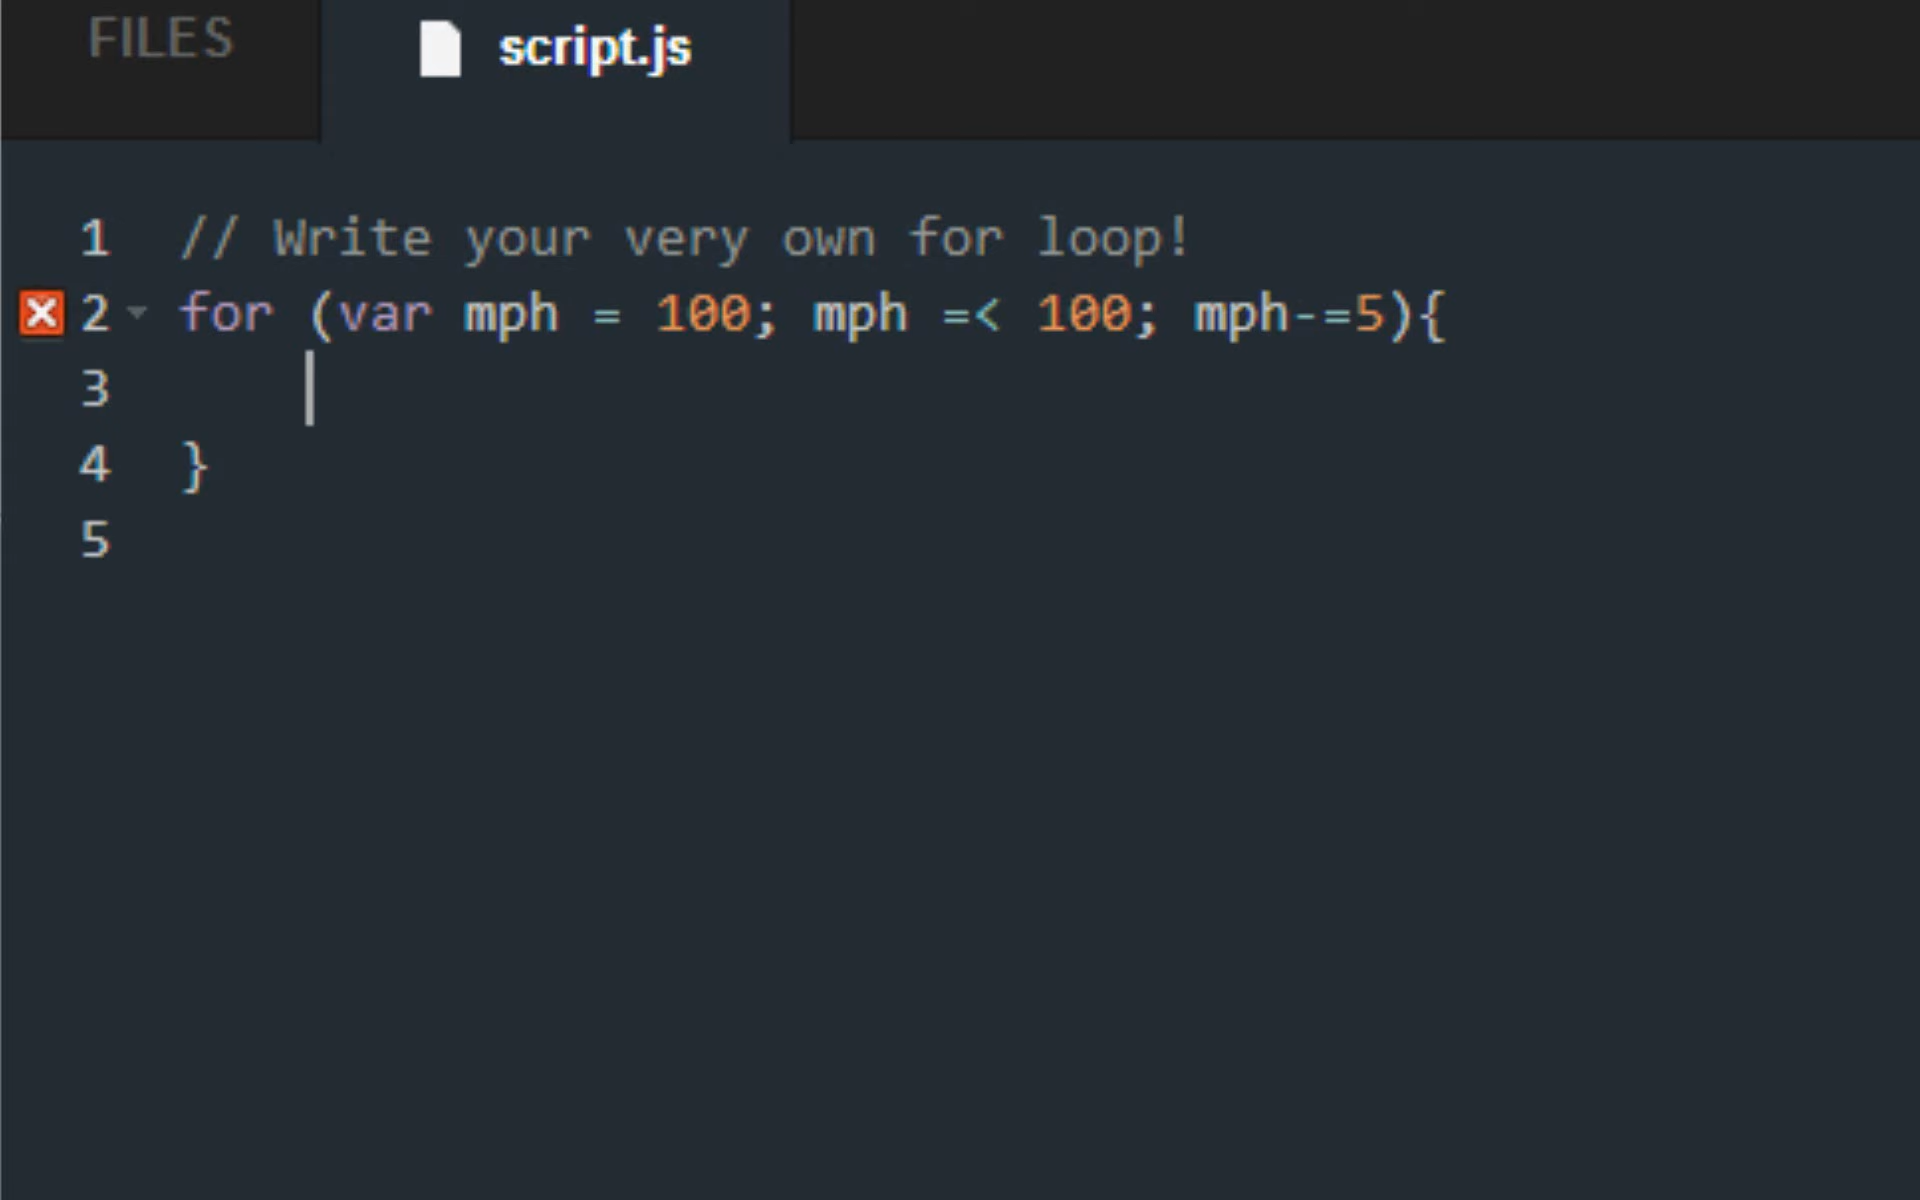 FILES
script.js
1 // Write your very own for loop!
2 for (var mph = 100; mph =< 100; mph-=5){
3
4 }
5